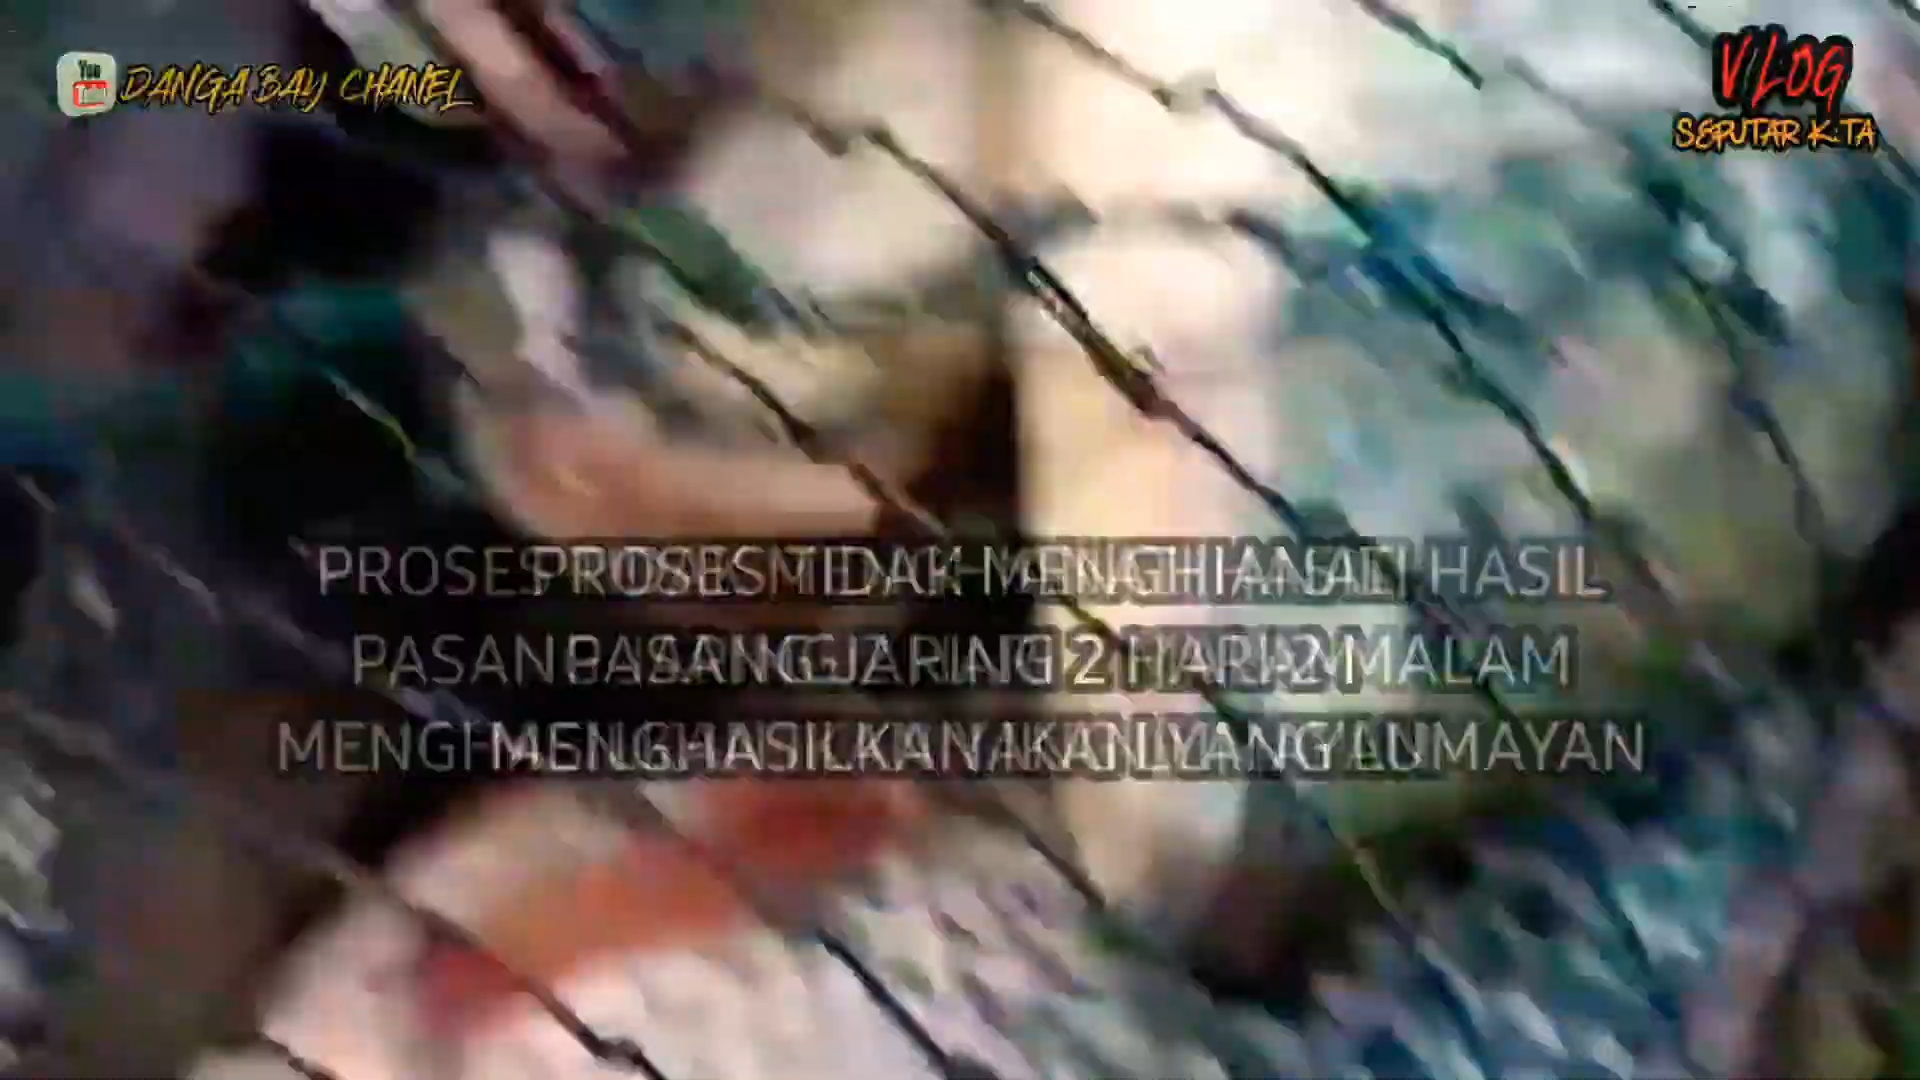 You
DANGA BAY CHANEL
VLOG
SEPUTAR KITA
PROSES TIDAK MENGHIANATI HASIL
PASANG JARING 2 HARI 2 MALAM
MENGHASILKAN IKAN YANG LUMAYAN